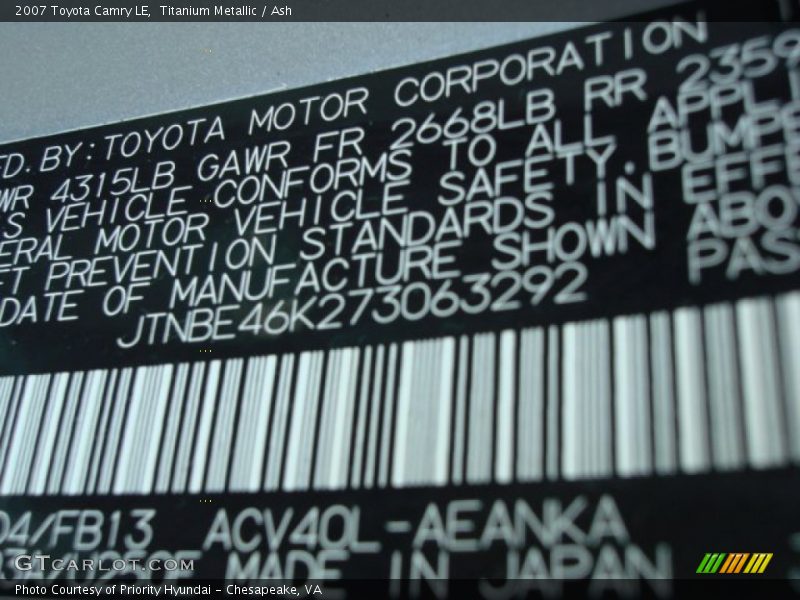 2007 Toyota Camry LE,  Titanium Metallic / Ash
FD. BY: TOYOTA MOTOR CORPORATION
WR 4315LB GAWR FR 2668LB RR 2359
S VEHICLE CONFORMS TO ALL APPLI
ERAL MOTOR VEHICLE SAFETY, BUMPE
FT PREVENTION STANDARDS IN EFFE
DATE OF MANUFACTURE SHOWN ABO
JTNBE46K273063292 PAS
04/FB13 ACV40L-AEANKA
MADE IN JAPAN
GTcarlot.com
Photo Courtesy of Priority Hyundai - Chesapeake, VA